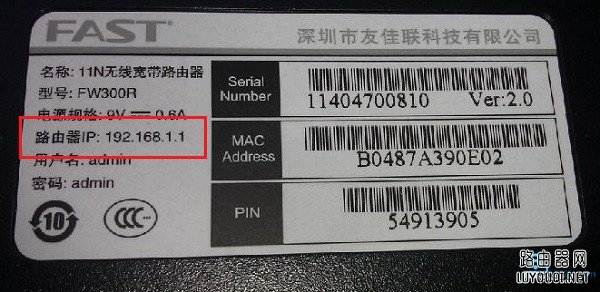 FAST
深圳市友佳联科技有限公司
名称: 11N无线宽带路由器
型号: FW300R
电源规格: 9V 0.6A
路由器IP: 192.168.1.1
用户名: admin
密码: admin
10
CCC
Serial Number
11404700810 Ver:2.0
MAC Address
B0487A390E02
PIN
54913905
路由器网
LUYOU1.NET